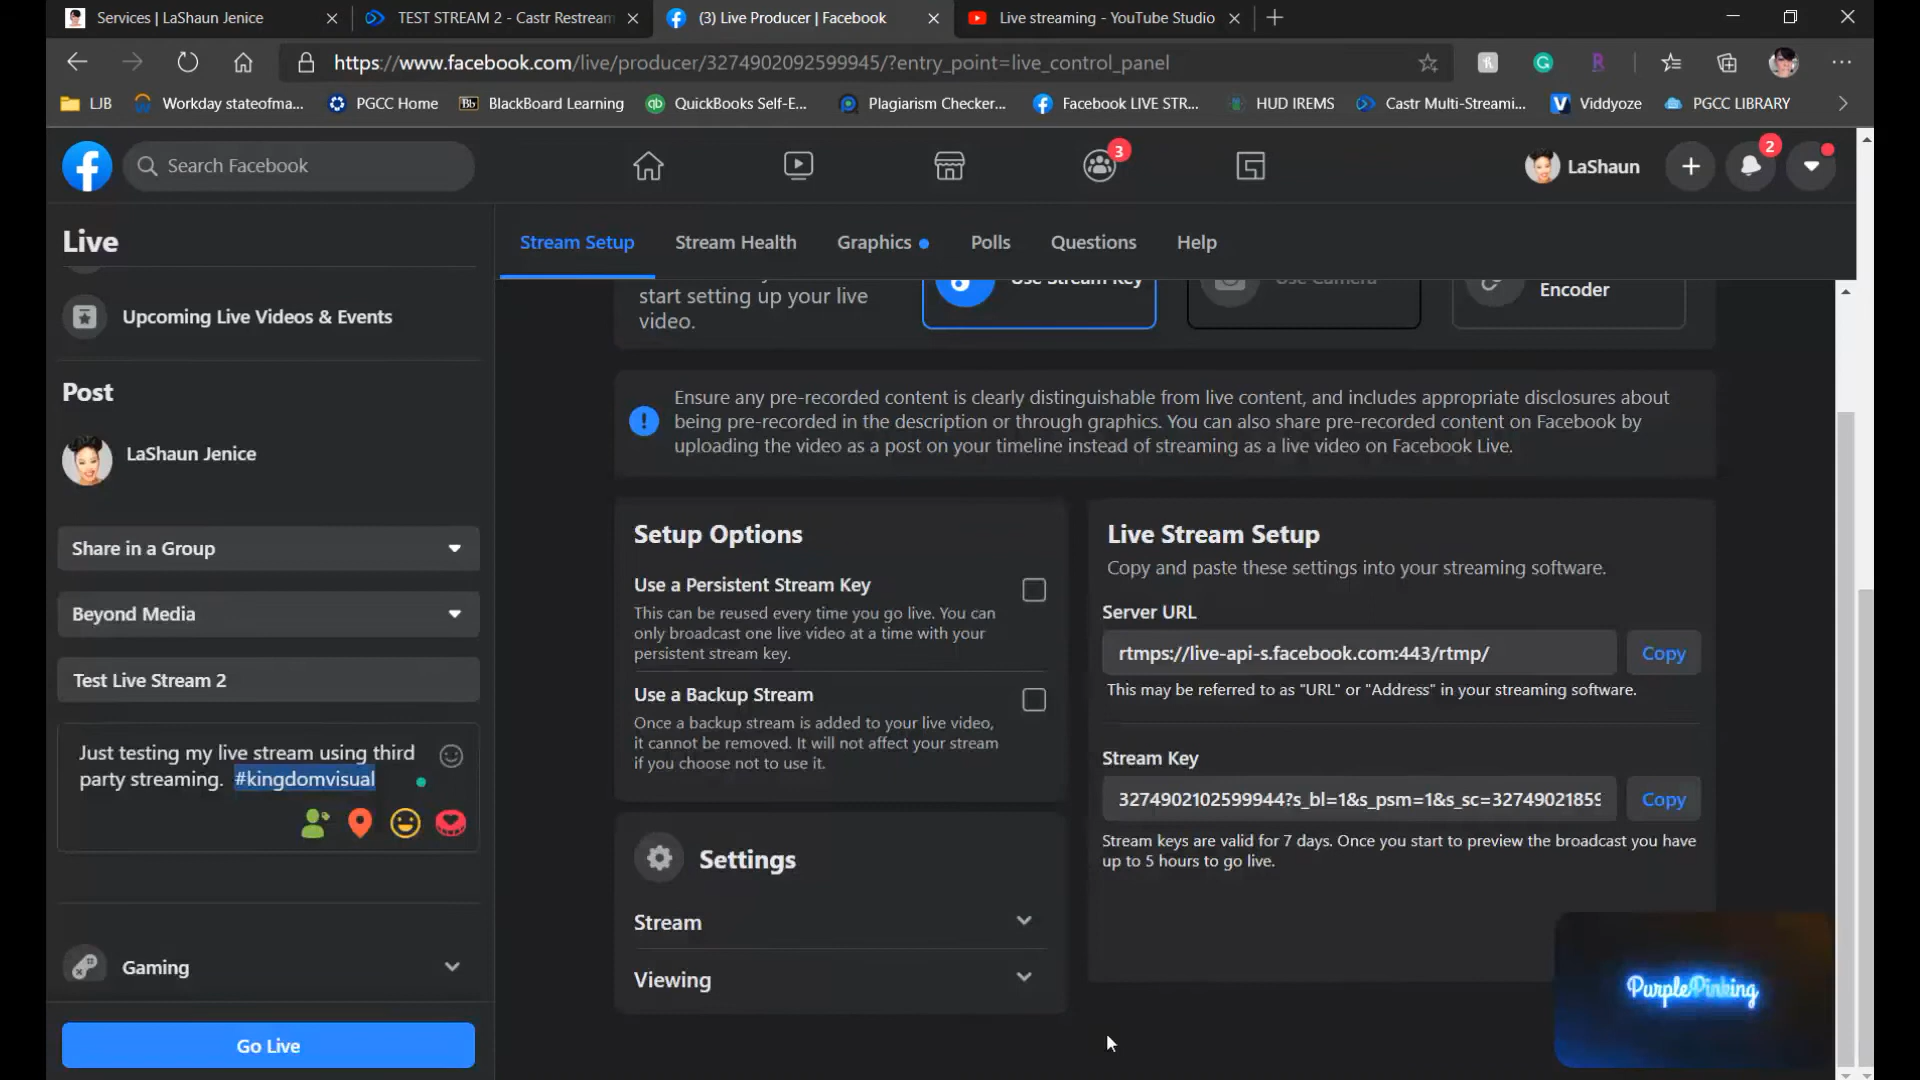 Services | LaShaun Jenice
TEST STREAM 2 - Castr Restream
(3) Live Producer | Facebook
Live streaming - YouTube Studio
https://www.facebook.com/live/producer/3274902092599945/?entry_point=live_control_panel
LJB
Workday stateofma...
PGCC Home
Bb
BlackBoard Learning
qb
QuickBooks Self-E...
Plagiarism Checker...
Facebook LIVE STR...
HUD IREMS
Castr Multi-Streami...
V
Viddyoze
PGCC LIBRARY
Search Facebook
3
LaShaun
2
Live
Stream Setup
Stream Health
Graphics
Polls
Questions
Help
Upcoming Live Videos & Events
Post
LaShaun Jenice
Share in a Group
Beyond Media
Test Live Stream 2
Just testing my live stream using third
party streaming. #kingdomvisual
Gaming
Go Live
start setting up your live
video.
Use Stream Key
Use Camera
Encoder
Ensure any pre-recorded content is clearly distinguishable from live content, and includes appropriate disclosures about
being pre-recorded in the description or through graphics. You can also share pre-recorded content on Facebook by
uploading the video as a post on your timeline instead of streaming as a live video on Facebook Live.
Setup Options
Use a Persistent Stream Key
This can be reused every time you go live. You can
only broadcast one live video at a time with your
persistent stream key.
Use a Backup Stream
Once a backup stream is added to your live video,
it cannot be removed. It will not affect your stream
if you choose not to use it.
Settings
Stream
Viewing
Live Stream Setup
Copy and paste these settings into your streaming software.
Server URL
rtmps://live-api-s.facebook.com:443/rtmp/
Copy
This may be referred to as "URL" or "Address" in your streaming software.
Stream Key
3274902102599944?s_bl=1&s_psm=1&s_sc=32749021859
Copy
Stream keys are valid for 7 days. Once you start to preview the broadcast you have
up to 5 hours to go live.
PurplePinking